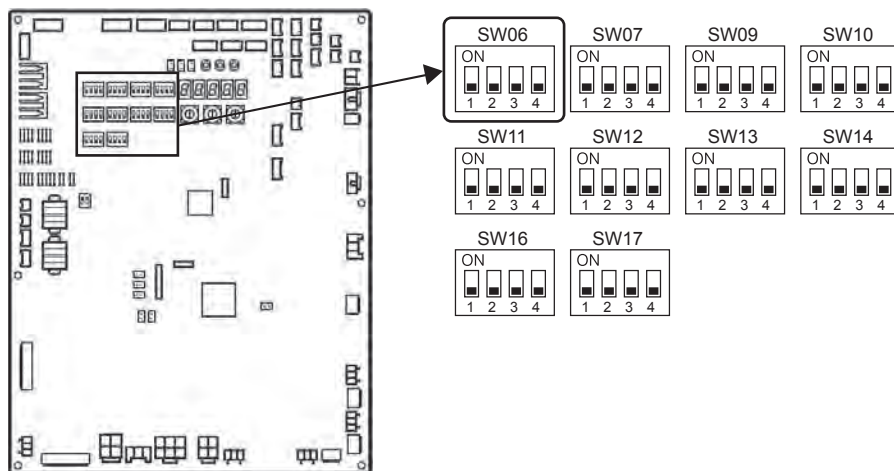 SW06 SW07 SW09 SW10
ON ON ON ON
1 2 3 4 1 2 3 4 1 2 3 4 1 2 3 4
SW11 SW12 SW13 SW14
ON ON ON ON
1 2 3 4 1 2 3 4 1 2 3 4 1 2 3 4
SW16 SW17
ON ON
1 2 3 4 1 2 3 4